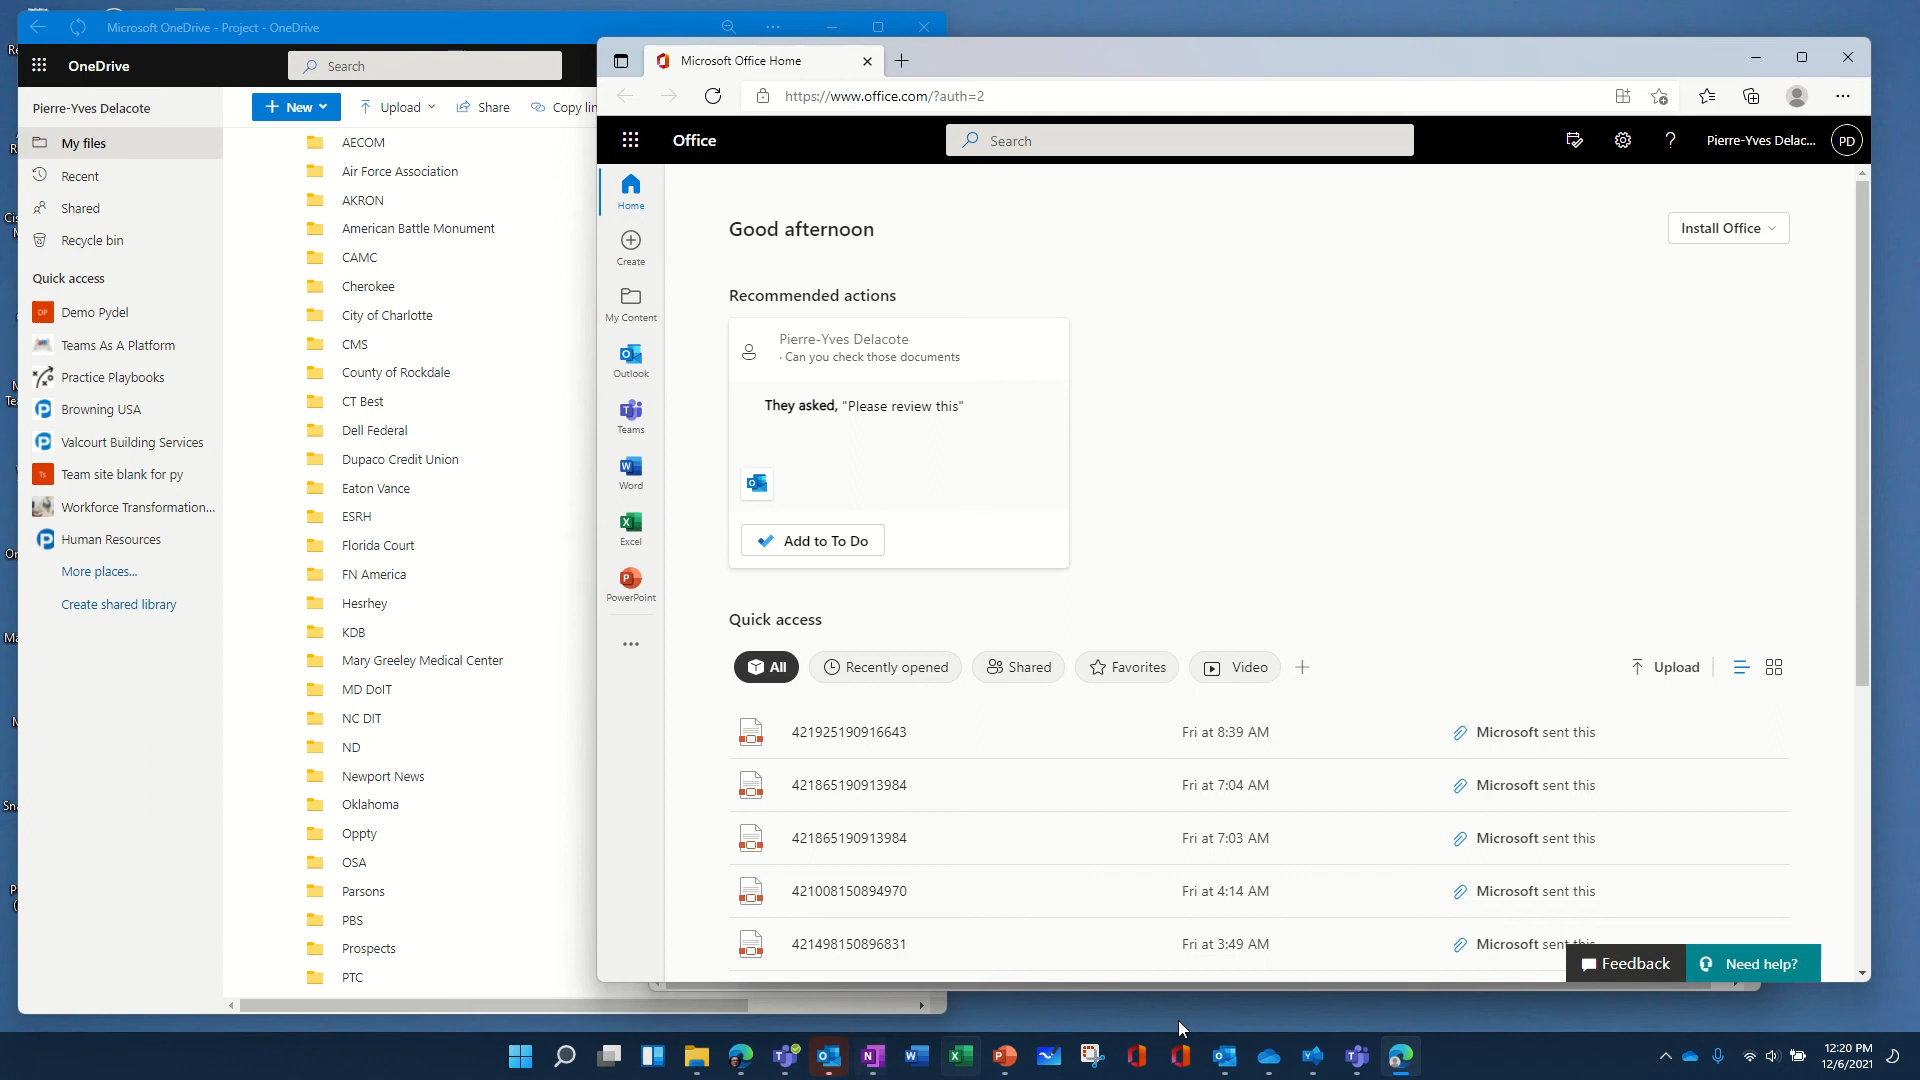 Microsoft OneDrive - Project - OneDrive
OneDrive
Search
Pierre-Yves Delacote
My files
Recent
Shared
Recycle bin
Quick access
DP
Demo Pydel
Teams As A Platform
Practice Playbooks
Browning USA
Valcourt Building Services
Team site blank for py
Workforce Transformation...
Human Resources
More places...
Create shared library
New
Upload
Share
Copy lin
AECOM
Air Force Association
AKRON
American Battle Monument
CAMC
Cherokee
City of Charlotte
CMS
County of Rockdale
CT Best
Dell Federal
Dupaco Credit Union
Eaton Vance
ESRH
Florida Court
FN America
Hesrhey
KDB
Mary Greeley Medical Center
MD DoIT
NC DIT
ND
Newport News
Oklahoma
Oppty
OSA
Parsons
PBS
Prospects
PTC
Microsoft Office Home
https://www.office.com/?auth=2
Office
Search
Pierre-Yves Delac...
PD
Home
Create
My Content
Outlook
Teams
Word
Excel
PowerPoint
Good afternoon
Install Office
Recommended actions
Pierre-Yves Delacote
· Can you check those documents
They asked, "Please review this"
Add to To Do
Quick access
All
Recently opened
Shared
Favorites
Video
Upload
421925190916643 Fri at 8:39 AM Microsoft sent this
421865190913984 Fri at 7:04 AM Microsoft sent this
421865190913984 Fri at 7:03 AM Microsoft sent this
421008150894970 Fri at 4:14 AM Microsoft sent this
421498150896831 Fri at 3:49 AM Microsoft sent this
Feedback
Need help?
12:20 PM
12/6/2021